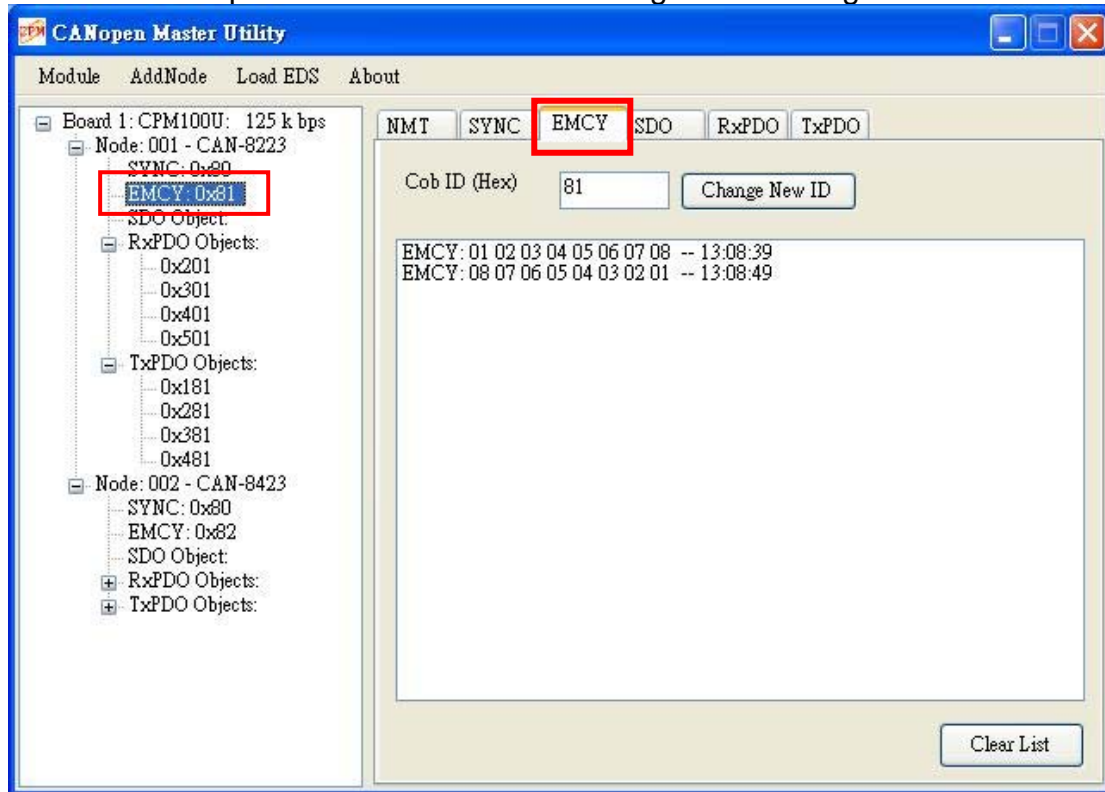 CANopen Master Utility
Module AddNode Load EDS About
Board 1: CPM100U: 125 k bps
Node: 001 - CAN-8223
SYNC: 0x80
EMCY: 0x81
SDO Object:
RxPDO Objects:
0x201
0x301
0x401
0x501
TxPDO Objects:
0x181
0x281
0x381
0x481
Node: 002 - CAN-8423
SYNC: 0x80
EMCY: 0x82
SDO Object:
RxPDO Objects:
TxPDO Objects:
NMT SYNC EMCY SDO RxPDO TxPDO
Cob ID (Hex) 81 Change New ID
EMCY: 01 02 03 04 05 06 07 08 -- 13:08:39
EMCY: 08 07 06 05 04 03 02 01 -- 13:08:49
Clear List